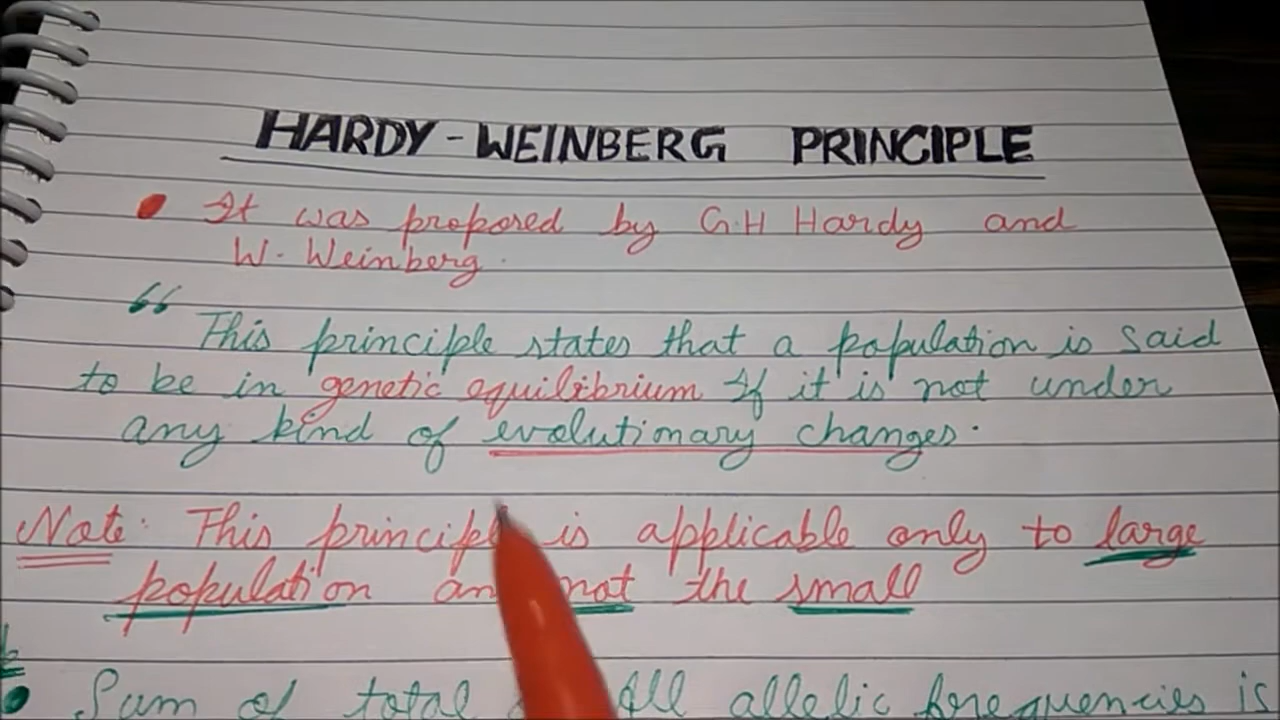 HARDY-WEINBERG PRINCIPLE
It was proposed by G.H Hardy and
W. Weinberg.
“ This principle states that a population is said
to be in genetic equilibrium If it is not under
any kind of evolutionary changes.
Note: This principl is applicable only to large
population an not the small
Sum of total All allelic frequencies is